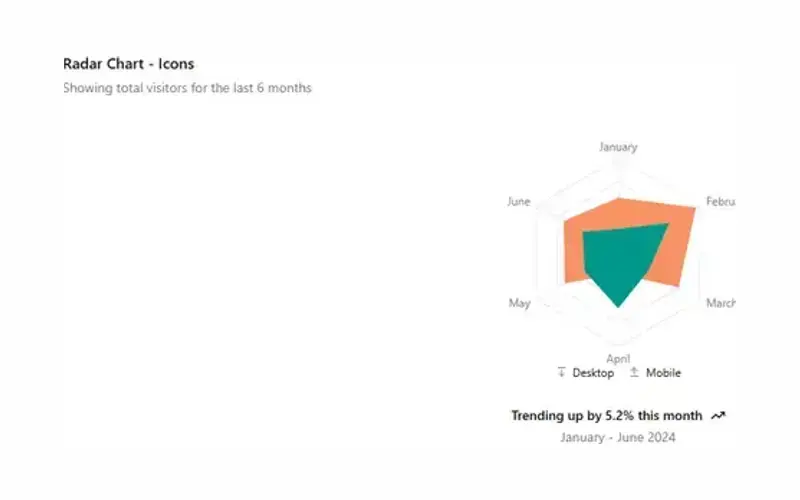 Radar Chart - Icons
Showing total visitors for the last 6 months
January
June
Febru
May
March
April
Desktop Mobile
Trending up by 5.2% this month
January - June 2024